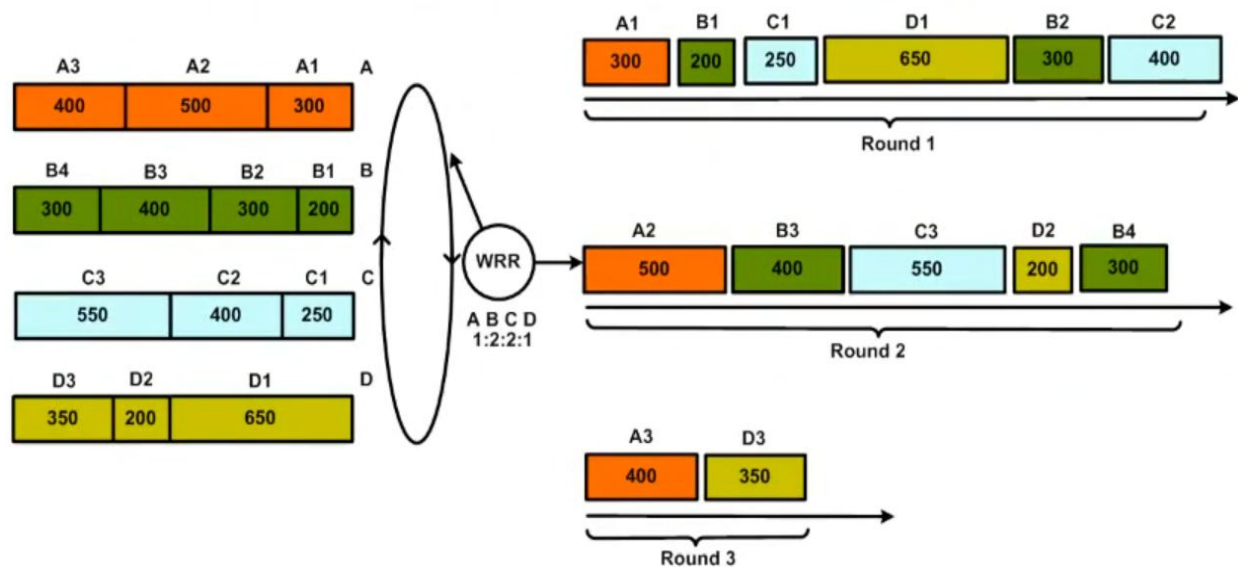 A3 A2 A1 A
400 500 300
B4 B3 B2 B1 B
300 400 300 200
C3 C2 C1 C
550 400 250
D3 D2 D1 D
350 200 650
WRR
A B C D
1:2:2:1
A1 B1 C1 D1 B2 C2
300 200 250 650 300 400
Round 1
A2 B3 C3 D2 B4
500 400 550 200 300
Round 2
A3 D3
400 350
Round 3